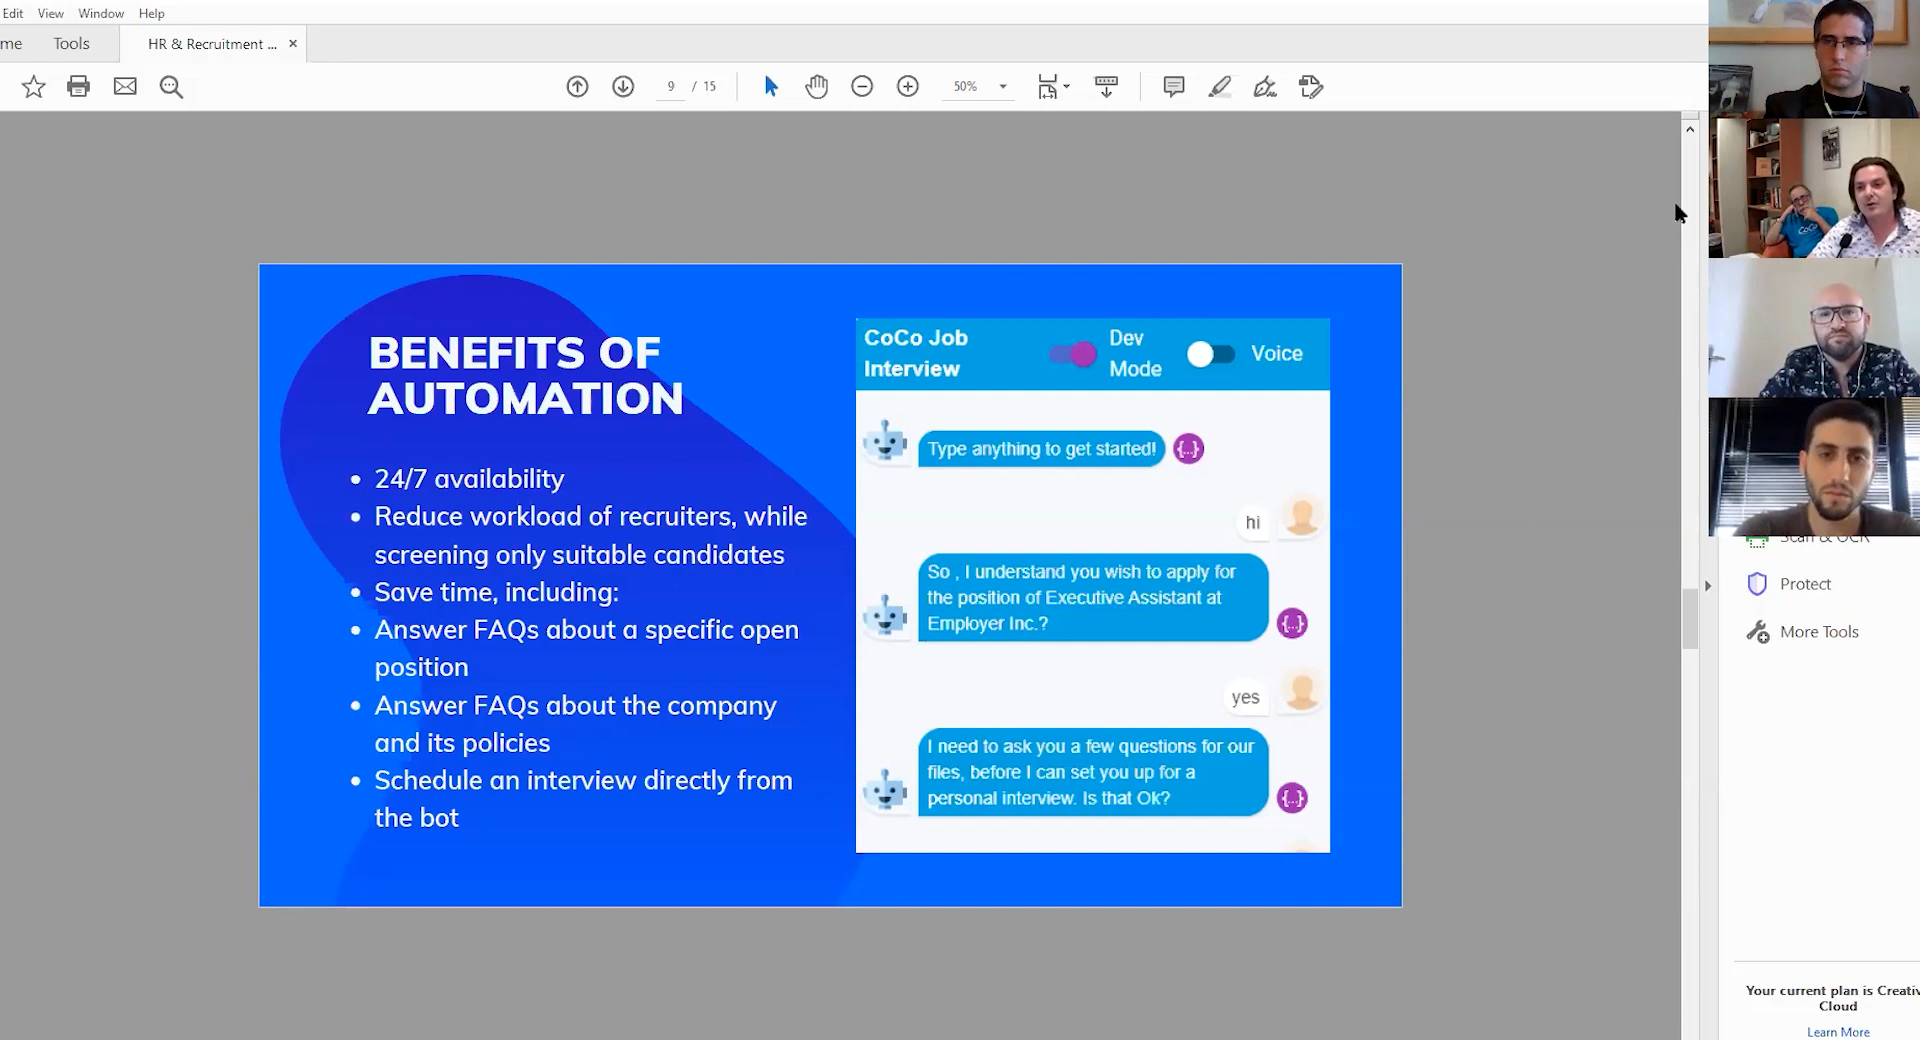 Edit View Window Help
me Tools HR & Recruitment ... ×
9 / 15 50%
BENEFITS OF
AUTOMATION
• 24/7 availability
• Reduce workload of recruiters, while
screening only suitable candidates
• Save time, including:
• Answer FAQs about a specific open
position
• Answer FAQs about the company
and its policies
• Schedule an interview directly from
the bot
CoCo Job
Interview
Dev
Mode
Voice
Type anything to get started!
{...}
hi
So , I understand you wish to apply for
the position of Executive Assistant at
Employer Inc.?
{...}
yes
I need to ask you a few questions for our
files, before I can set you up for a
personal interview. Is that Ok?
{...}
CoCo
Scan & OCR
Protect
More Tools
Your current plan is Creativ
Cloud
Learn More